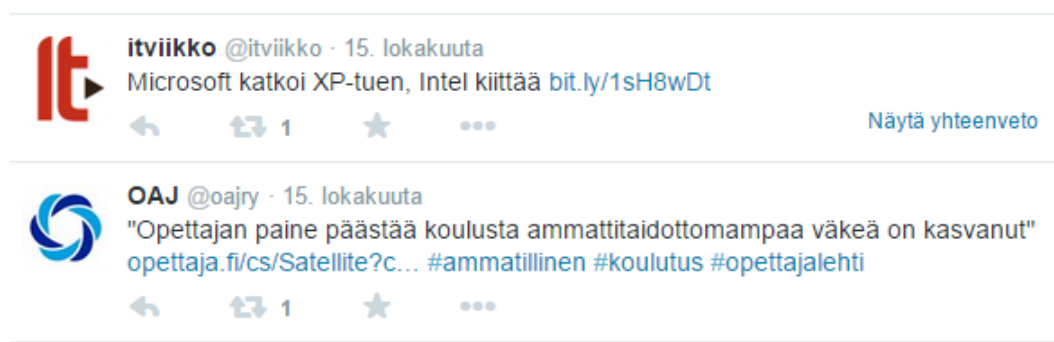 itviikko @itviikko · 15. lokakuuta
Microsoft katkoi XP-tuen, Intel kiittää bit.ly/1sH8wDt
1
Näytä yhteenveto
OAJ @oajry · 15. lokakuuta
"Opettajan paine päästää koulusta ammattitaidottomampaa väkeä on kasvanut"
opettaja.fi/cs/Satellite?c... #ammatillinen #koulutus #opettajalehti
1